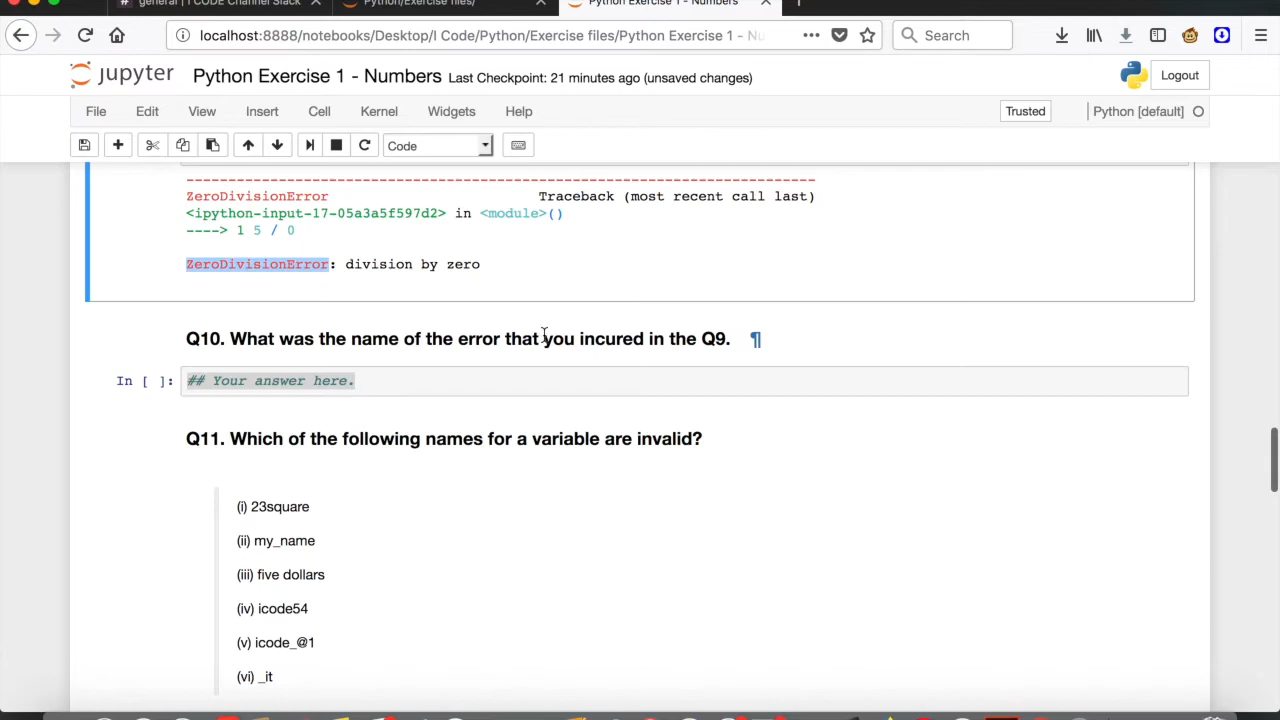 general | I CODE Channel Slack
Python/Exercise files/
Python Exercise 1 - Numbers
localhost:8888/notebooks/Desktop/I Code/Python/Exercise files/Python Exercise 1 - Nu
Search
jupyter
Python Exercise 1 - Numbers Last Checkpoint: 21 minutes ago (unsaved changes)
Logout
File Edit View Insert Cell Kernel Widgets Help
Trusted
Python [default]
Code
---------------------------------------------------------------------------
ZeroDivisionError Traceback (most recent call last)
<ipython-input-17-05a3a5f597d2> in <module>()
----> 1 5 / 0
ZeroDivisionError: division by zero
Q10. What was the name of the error that you incured in the Q9. ¶
In [ ]: ## Your answer here.
Q11. Which of the following names for a variable are invalid?
(i) 23square
(ii) my_name
(iii) five dollars
(iv) icode54
(v) icode_@1
(vi) _it